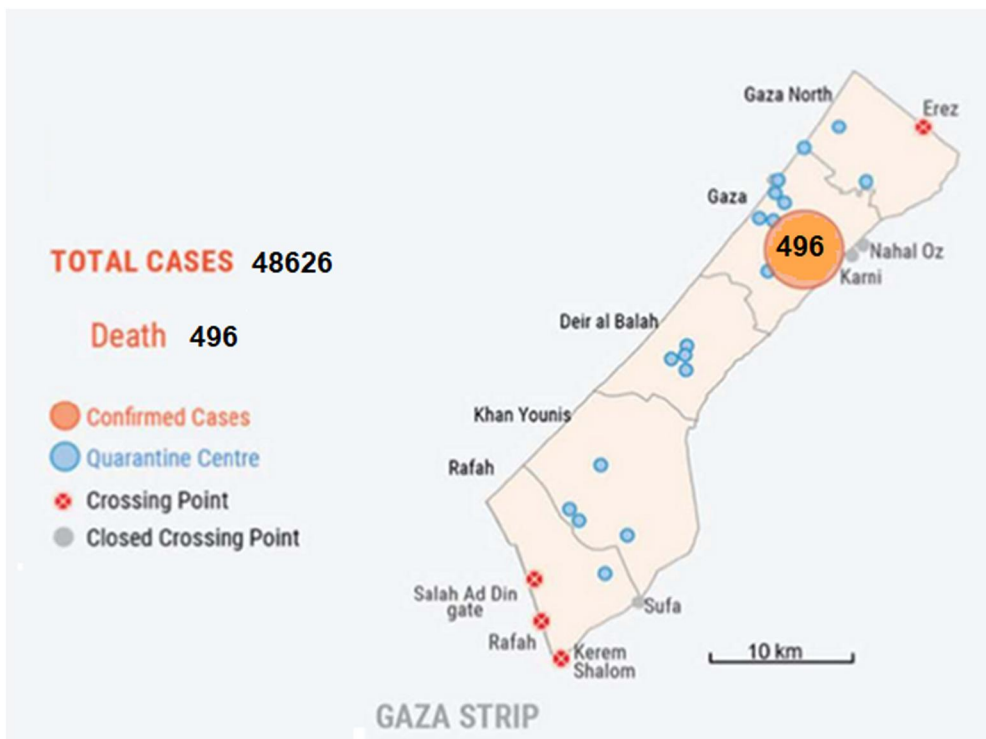 Gaza North
Erez
Gaza
496
Nahal Oz
Karni
TOTAL CASES 48626
Death 496
Deir al Balah
Confirmed Cases
Khan Younis
Quarantine Centre
Rafah
Crossing Point
Closed Crossing Point
Salah Ad Din
gate
Sufa
Rafah
Kerem
Shalom
10 km
GAZA STRIP